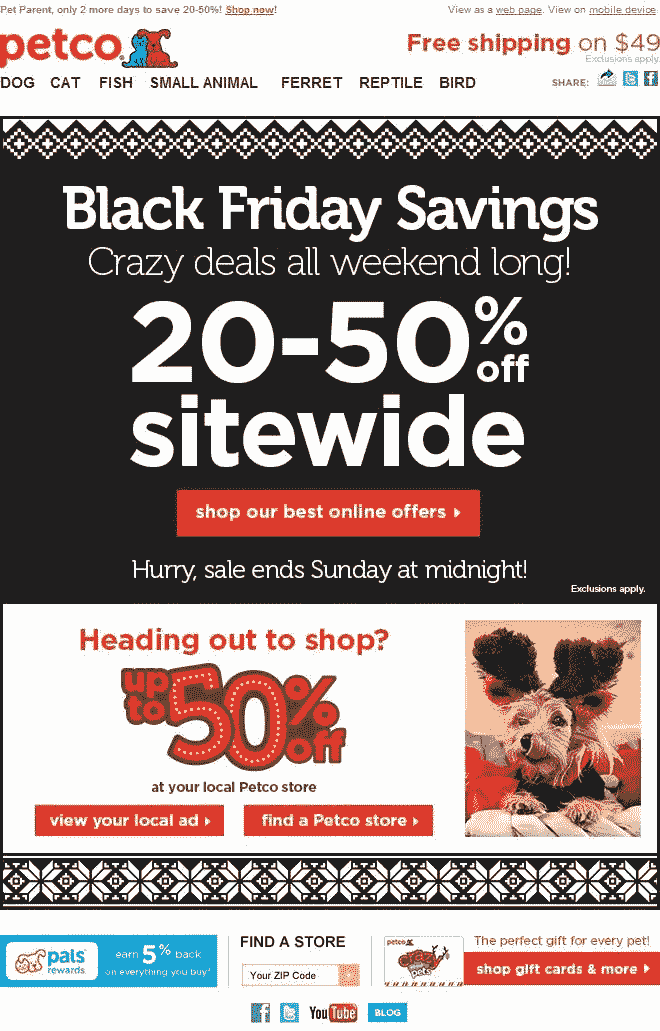 Pet Parent, only 2 more days to save 20-50%! Shop now!
View as a web page. View on mobile device.
petco
Free shipping on $49
Exclusions apply.
DOG CAT FISH SMALL ANIMAL FERRET REPTILE BIRD
SHARE:
Black Friday Savings
Crazy deals all weekend long!
20-50% off
sitewide
shop our best online offers
Hurry, sale ends Sunday at midnight!
Exclusions apply.
Heading out to shop?
up to 50% off
at your local Petco store
view your local ad
find a Petco store
pals rewards
earn 5% back
on everything you buy*
FIND A STORE
Your ZIP Code
petco
pets
The perfect gift for every pet!
shop gift cards & more
YouTube
BLOG